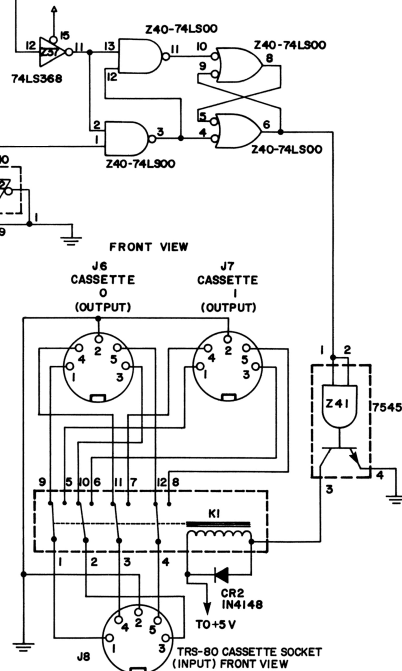 Z40-74LS00
Z40-74LS00
15
12 Z37 11 13 11 10 8
9
74LS368
12
2 3 5 6
1 4
Z40-74LS00
Z40-74LS00
10
1
9
FRONT VIEW
J6
CASSETTE
0
(OUTPUT)
J7
CASSETTE
1
(OUTPUT)
4 2 5
1 3
4 2 5
1 3
1 2
Z41
7545
3 4
9 5 10 6 11 7 12 8
K1
1 2 3 4
CR2
IN4148
TO +5V
4 2 5
1 3
J8
TRS-80 CASSETTE SOCKET
(INPUT) FRONT VIEW